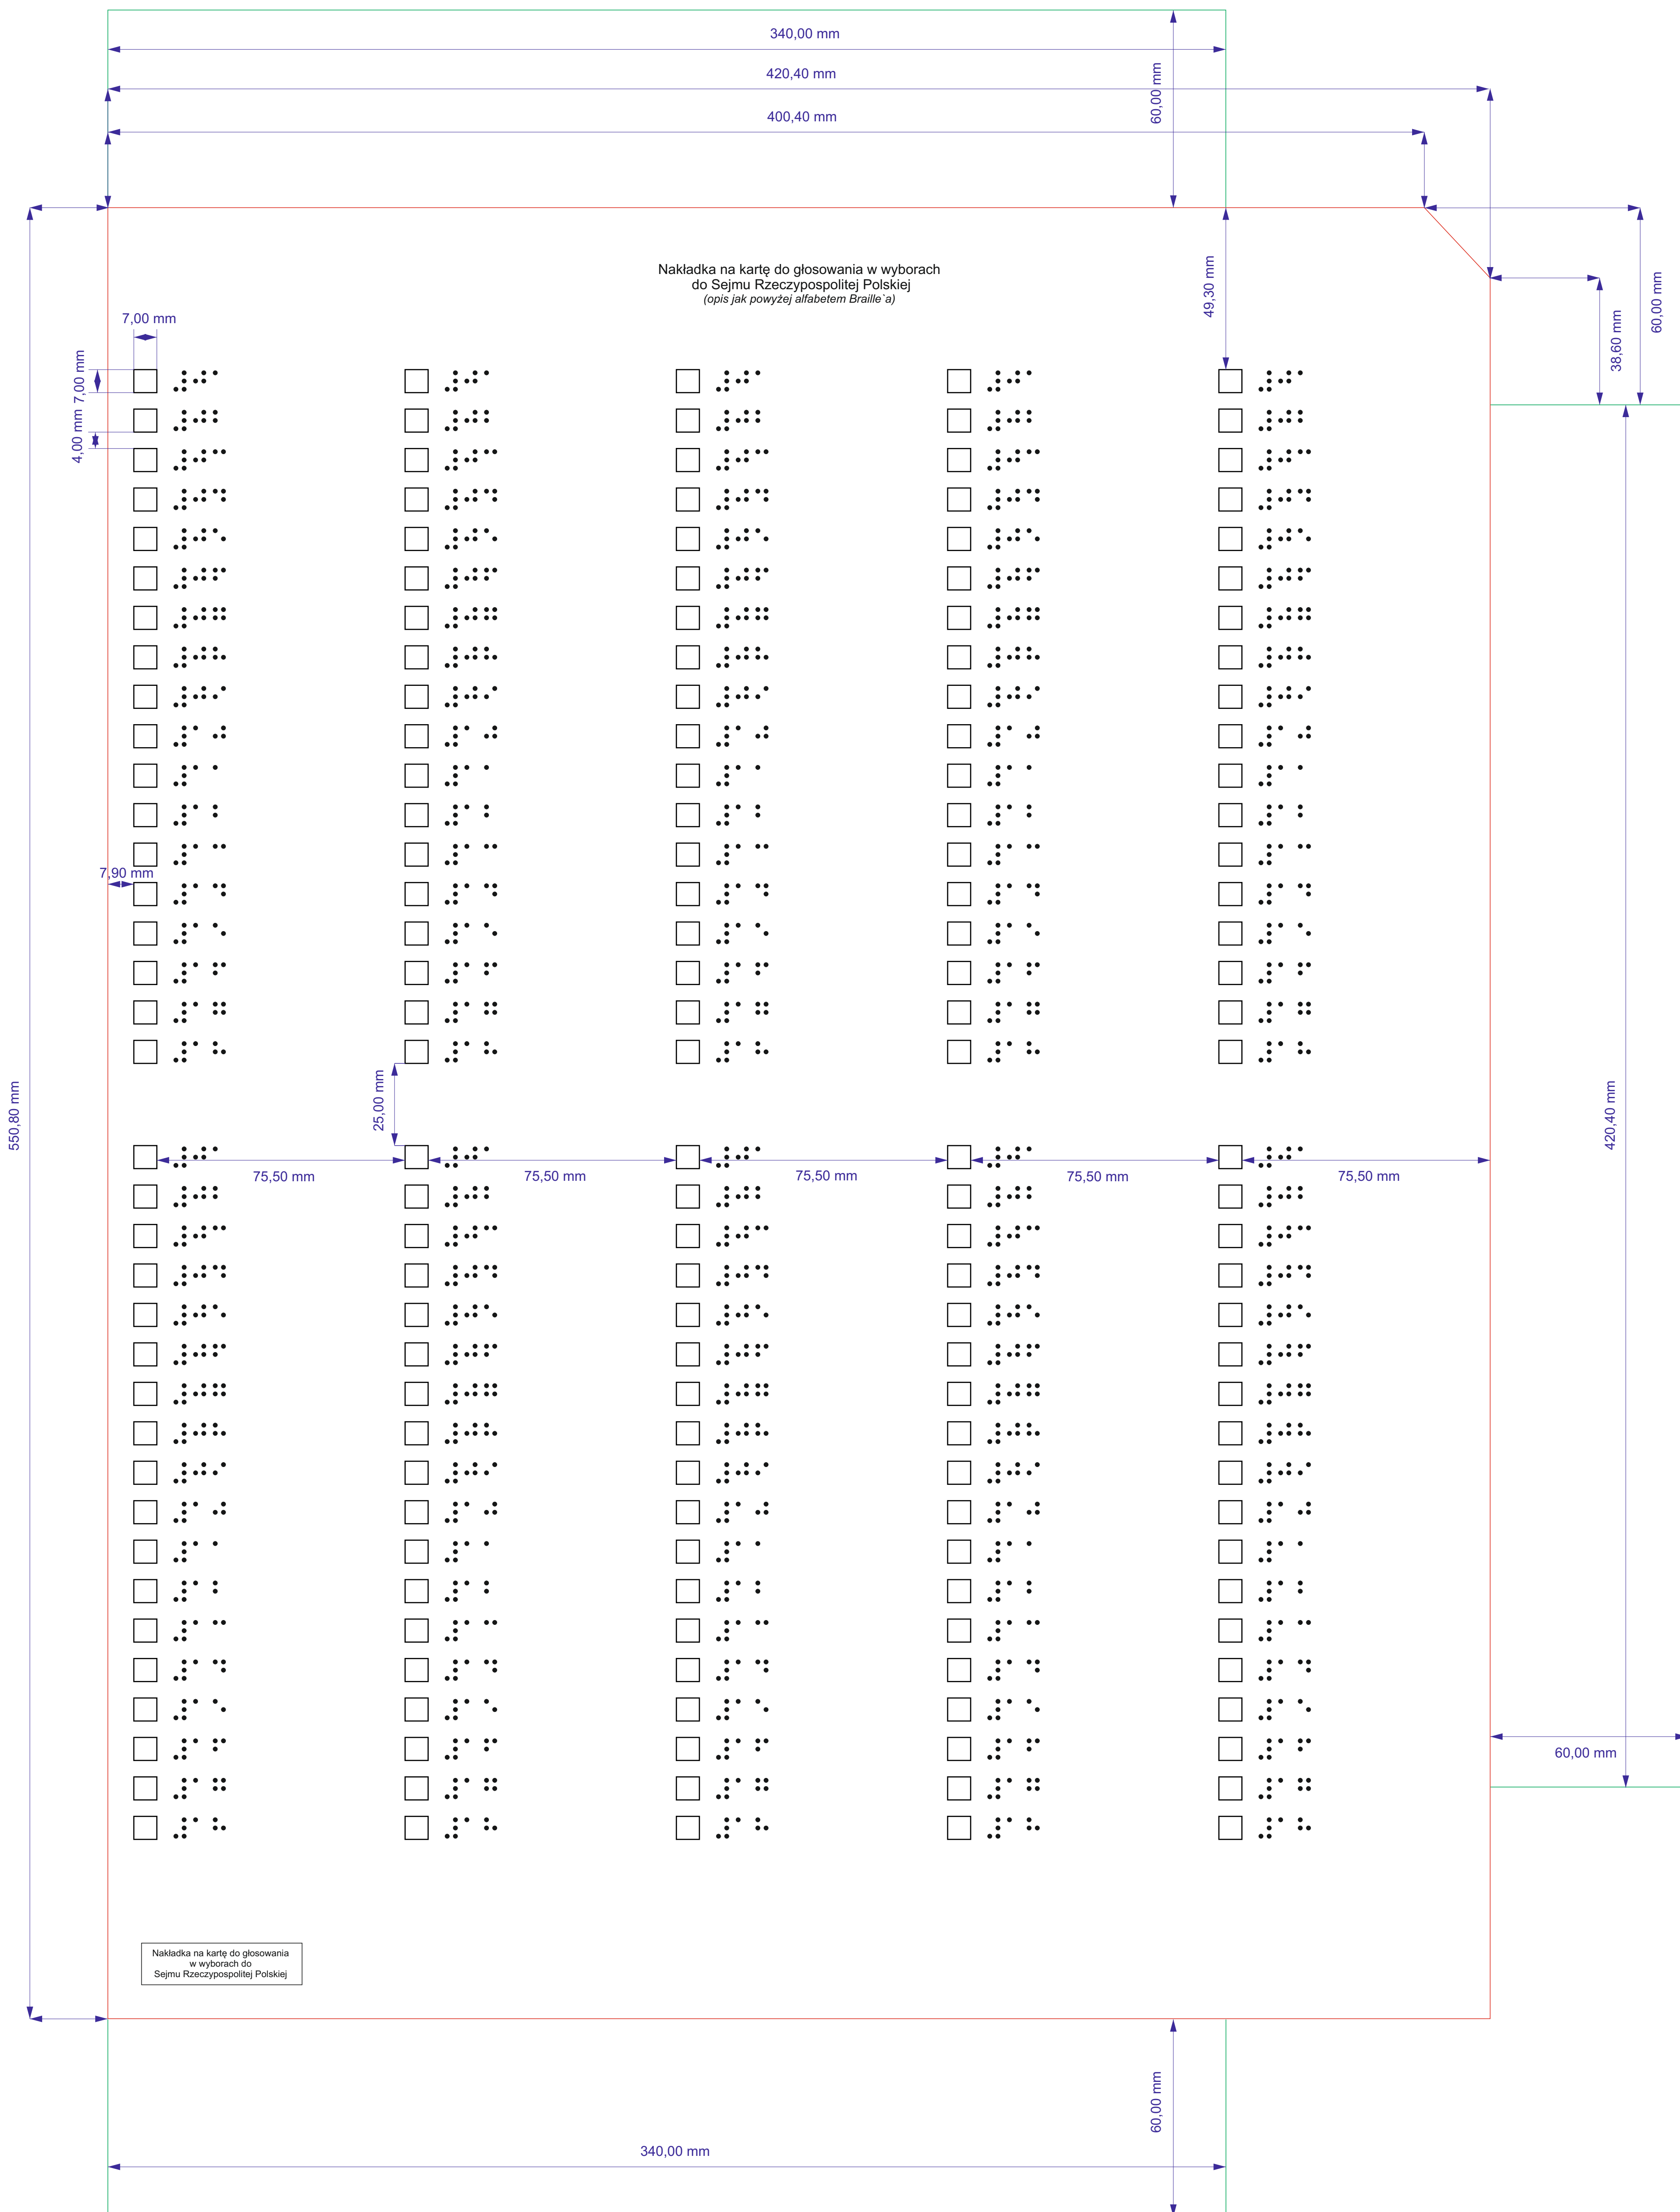 340,00 mm
420,40 mm
60,00 mm
400,40 mm
Nakładka na kartę do głosowania w wyborach
do Sejmu Rzeczypospolitej Polskiej
(opis jak powyżej alfabetem Braille`a)
49,30 mm
60,00 mm
38,60 mm
7,00 mm
7,00 mm
4,00 mm
⠼⠚⠁ ⠼⠚⠁ ⠼⠚⠁ ⠼⠚⠁ ⠼⠚⠁
⠼⠚⠃ ⠼⠚⠃ ⠼⠚⠃ ⠼⠚⠃ ⠼⠚⠃
⠼⠚⠉ ⠼⠚⠉ ⠼⠚⠉ ⠼⠚⠉ ⠼⠚⠉
⠼⠚⠙ ⠼⠚⠙ ⠼⠚⠙ ⠼⠚⠙ ⠼⠚⠙
⠼⠚⠑ ⠼⠚⠑ ⠼⠚⠑ ⠼⠚⠑ ⠼⠚⠑
⠼⠚⠋ ⠼⠚⠋ ⠼⠚⠋ ⠼⠚⠋ ⠼⠚⠋
⠼⠚⠛ ⠼⠚⠛ ⠼⠚⠛ ⠼⠚⠛ ⠼⠚⠛
⠼⠚⠓ ⠼⠚⠓ ⠼⠚⠓ ⠼⠚⠓ ⠼⠚⠓
⠼⠚⠊ ⠼⠚⠊ ⠼⠚⠊ ⠼⠚⠊ ⠼⠚⠊
⠼⠁⠚ ⠼⠁⠚ ⠼⠁⠚ ⠼⠁⠚ ⠼⠁⠚
⠼⠁⠁ ⠼⠁⠁ ⠼⠁⠁ ⠼⠁⠁ ⠼⠁⠁
⠼⠁⠃ ⠼⠁⠃ ⠼⠁⠃ ⠼⠁⠃ ⠼⠁⠃
⠼⠁⠉ ⠼⠁⠉ ⠼⠁⠉ ⠼⠁⠉ ⠼⠁⠉
7,90 mm
⠼⠁⠙ ⠼⠁⠙ ⠼⠁⠙ ⠼⠁⠙ ⠼⠁⠙
⠼⠁⠑ ⠼⠁⠑ ⠼⠁⠑ ⠼⠁⠑ ⠼⠁⠑
⠼⠁⠋ ⠼⠁⠋ ⠼⠁⠋ ⠼⠁⠋ ⠼⠁⠋
⠼⠁⠛ ⠼⠁⠛ ⠼⠁⠛ ⠼⠁⠛ ⠼⠁⠛
⠼⠁⠓ ⠼⠁⠓ ⠼⠁⠓ ⠼⠁⠓ ⠼⠁⠓
550,80 mm
25,00 mm
420,40 mm
⠼⠚⠁ ⠼⠚⠁ ⠼⠚⠁ ⠼⠚⠁ ⠼⠚⠁
75,50 mm 75,50 mm 75,50 mm 75,50 mm 75,50 mm
⠼⠚⠃ ⠼⠚⠃ ⠼⠚⠃ ⠼⠚⠃ ⠼⠚⠃
⠼⠚⠉ ⠼⠚⠉ ⠼⠚⠉ ⠼⠚⠉ ⠼⠚⠉
⠼⠚⠙ ⠼⠚⠙ ⠼⠚⠙ ⠼⠚⠙ ⠼⠚⠙
⠼⠚⠑ ⠼⠚⠑ ⠼⠚⠑ ⠼⠚⠑ ⠼⠚⠑
⠼⠚⠋ ⠼⠚⠋ ⠼⠚⠋ ⠼⠚⠋ ⠼⠚⠋
⠼⠚⠛ ⠼⠚⠛ ⠼⠚⠛ ⠼⠚⠛ ⠼⠚⠛
⠼⠚⠓ ⠼⠚⠓ ⠼⠚⠓ ⠼⠚⠓ ⠼⠚⠓
⠼⠚⠊ ⠼⠚⠊ ⠼⠚⠊ ⠼⠚⠊ ⠼⠚⠊
⠼⠁⠚ ⠼⠁⠚ ⠼⠁⠚ ⠼⠁⠚ ⠼⠁⠚
⠼⠁⠁ ⠼⠁⠁ ⠼⠁⠁ ⠼⠁⠁ ⠼⠁⠁
⠼⠁⠃ ⠼⠁⠃ ⠼⠁⠃ ⠼⠁⠃ ⠼⠁⠃
⠼⠁⠉ ⠼⠁⠉ ⠼⠁⠉ ⠼⠁⠉ ⠼⠁⠉
⠼⠁⠙ ⠼⠁⠙ ⠼⠁⠙ ⠼⠁⠙ ⠼⠁⠙
⠼⠁⠑ ⠼⠁⠑ ⠼⠁⠑ ⠼⠁⠑ ⠼⠁⠑
⠼⠁⠋ ⠼⠁⠋ ⠼⠁⠋ ⠼⠁⠋ ⠼⠁⠋
60,00 mm
⠼⠁⠛ ⠼⠁⠛ ⠼⠁⠛ ⠼⠁⠛ ⠼⠁⠛
⠼⠁⠓ ⠼⠁⠓ ⠼⠁⠓ ⠼⠁⠓ ⠼⠁⠓
Nakładka na kartę do głosowania
w wyborach do
Sejmu Rzeczypospolitej Polskiej
60,00 mm
340,00 mm